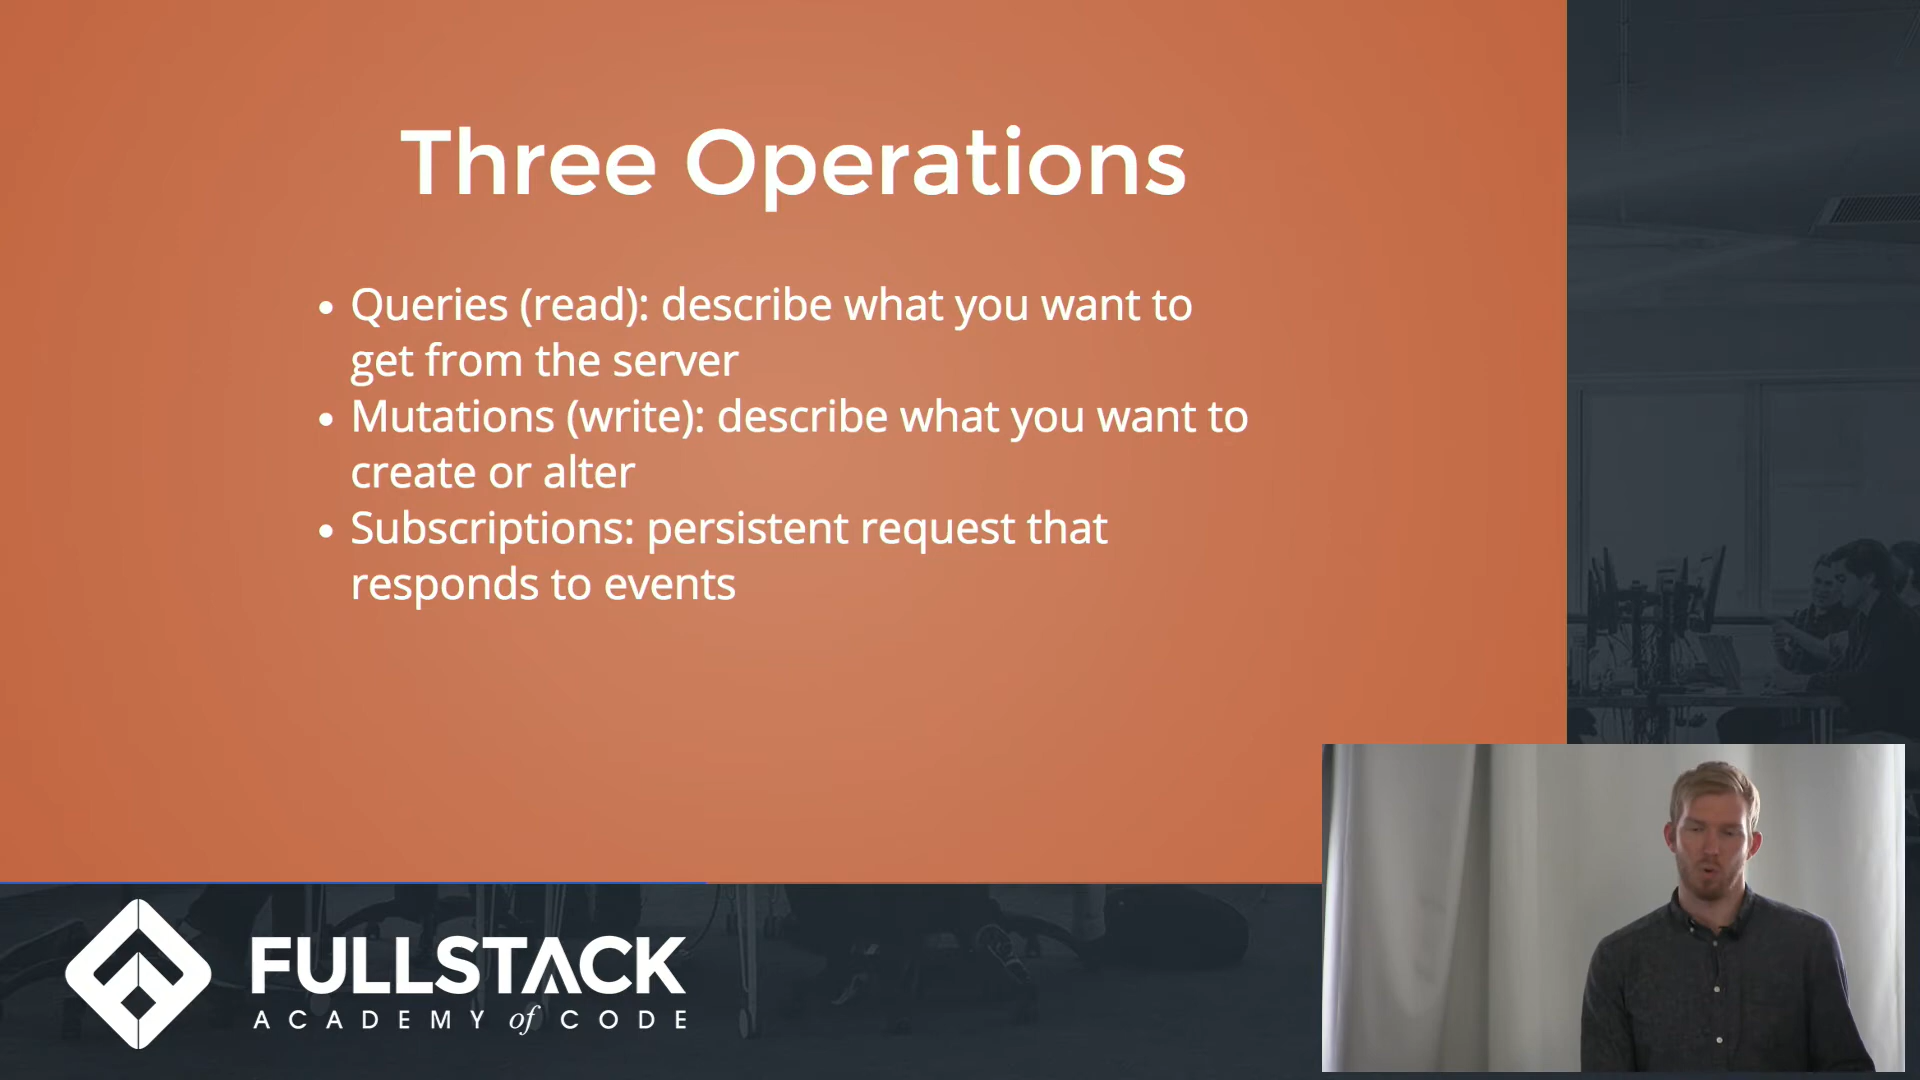 Three Operations
• Queries (read): describe what you want to
get from the server
• Mutations (write): describe what you want to
create or alter
• Subscriptions: persistent request that
responds to events
FULLSTACK
ACADEMY of CODE